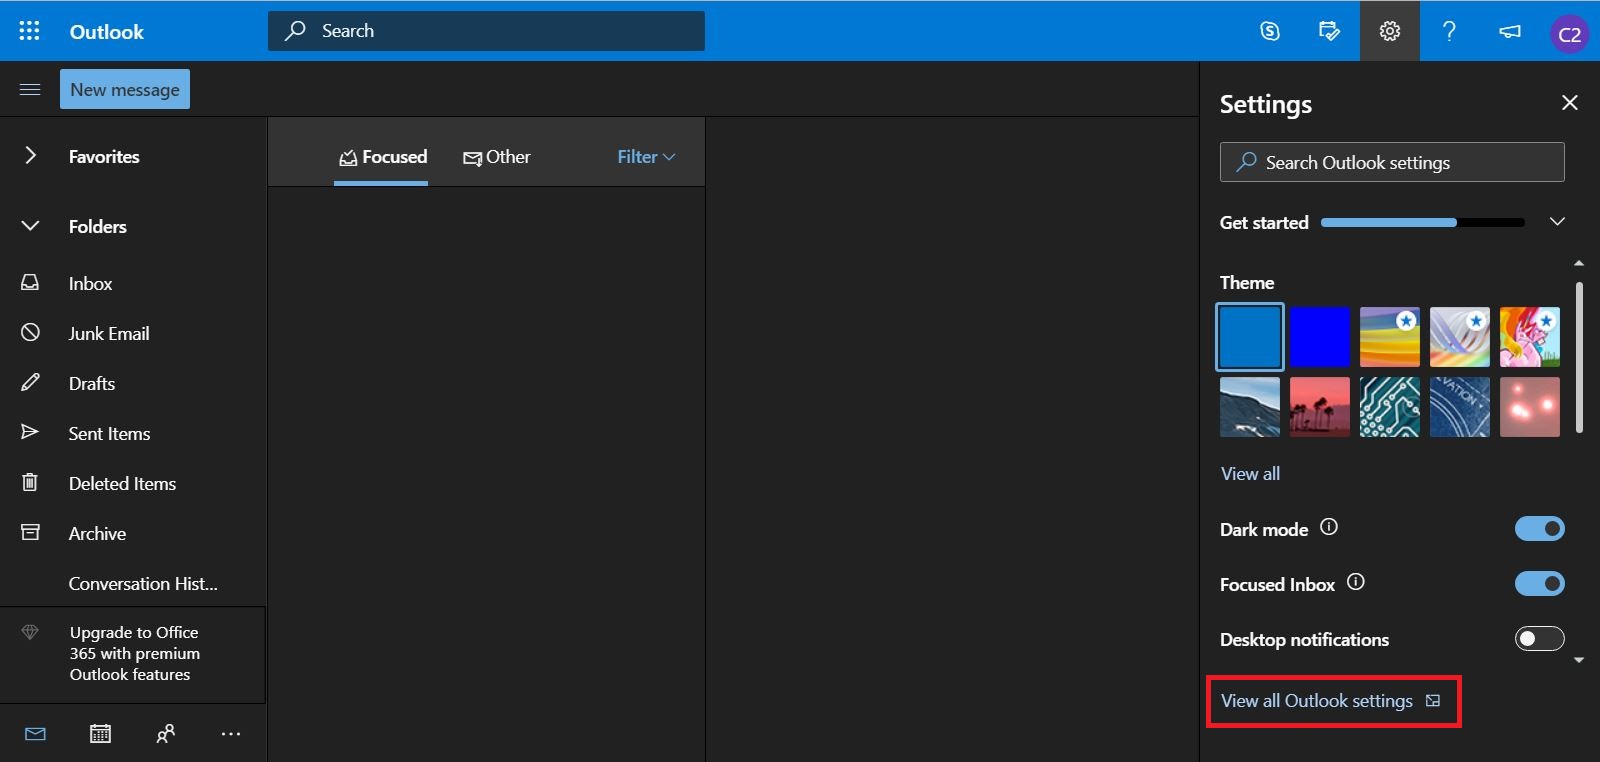 Outlook
Search
C2
New message
Favorites
Folders
Inbox
Junk Email
Drafts
Sent Items
Deleted Items
Archive
Conversation Hist...
Upgrade to Office
365 with premium
Outlook features
Focused
Other
Filter
Settings
Search Outlook settings
Get started
Theme
VATION
View all
Dark mode
Focused Inbox
Desktop notifications
View all Outlook settings